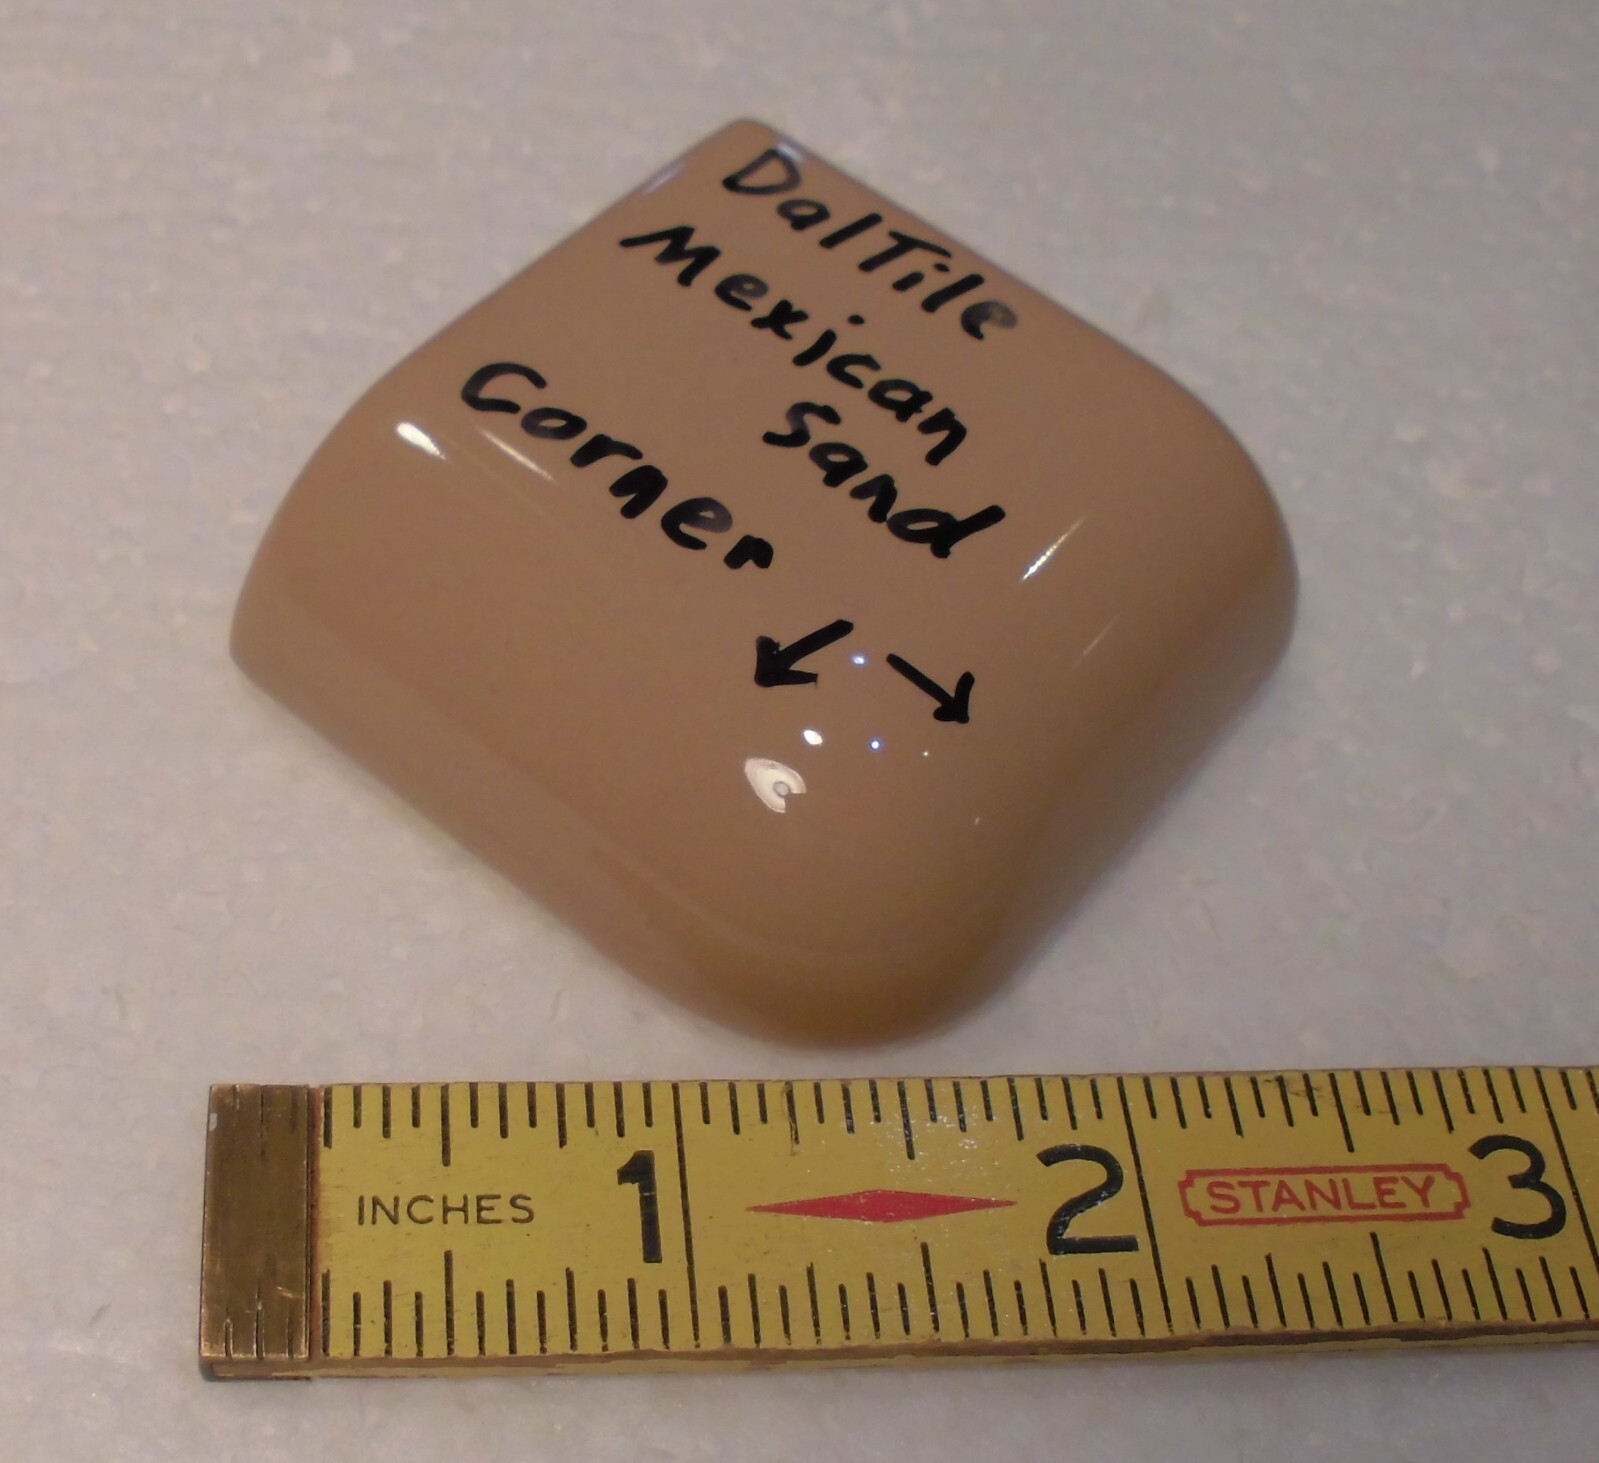 DalTile
Mexican
Sand
Corner
INCHES 1 2 STANLEY 3